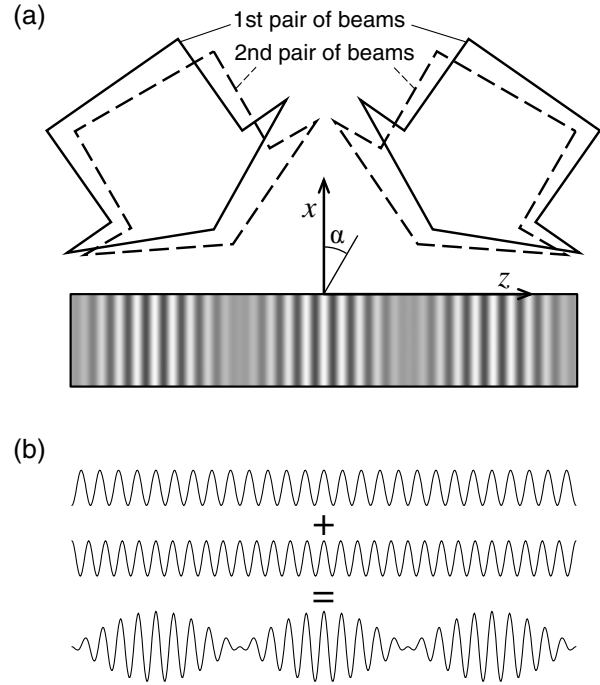 (a)
1st pair of beams
2nd pair of beams
x
α
z
(b)
+
=